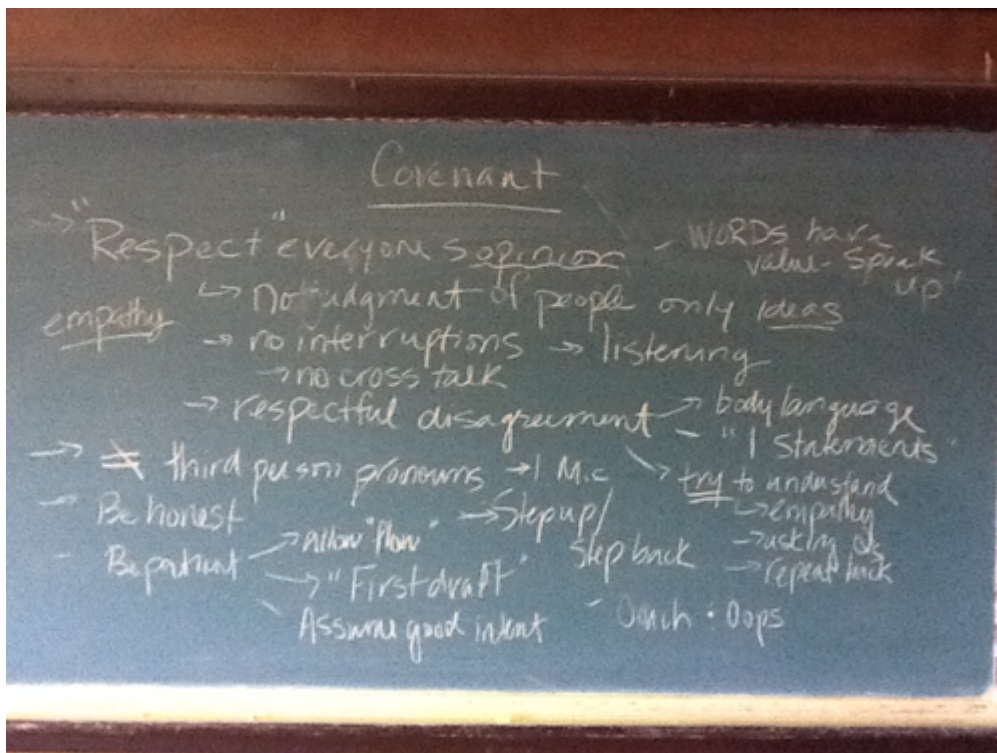 Covenant
→ "Respect" everyones opinion - WORDs have
value - Speak
up!
↳ no judgment of people only ideas
empathy
→ no interruptions → listening
→ no cross talk
→ respectful disagreement → body language
- "I statements"
→ ≠ third person pronouns → 1 Mic
↘ try to understand
↳ empathy
→ asking Qs
→ repeat back
- Be honest
→ Step up/
Step back
- Be patient → allow "flow"
→ "First draft"
Assume good intent - Ouch : Oops